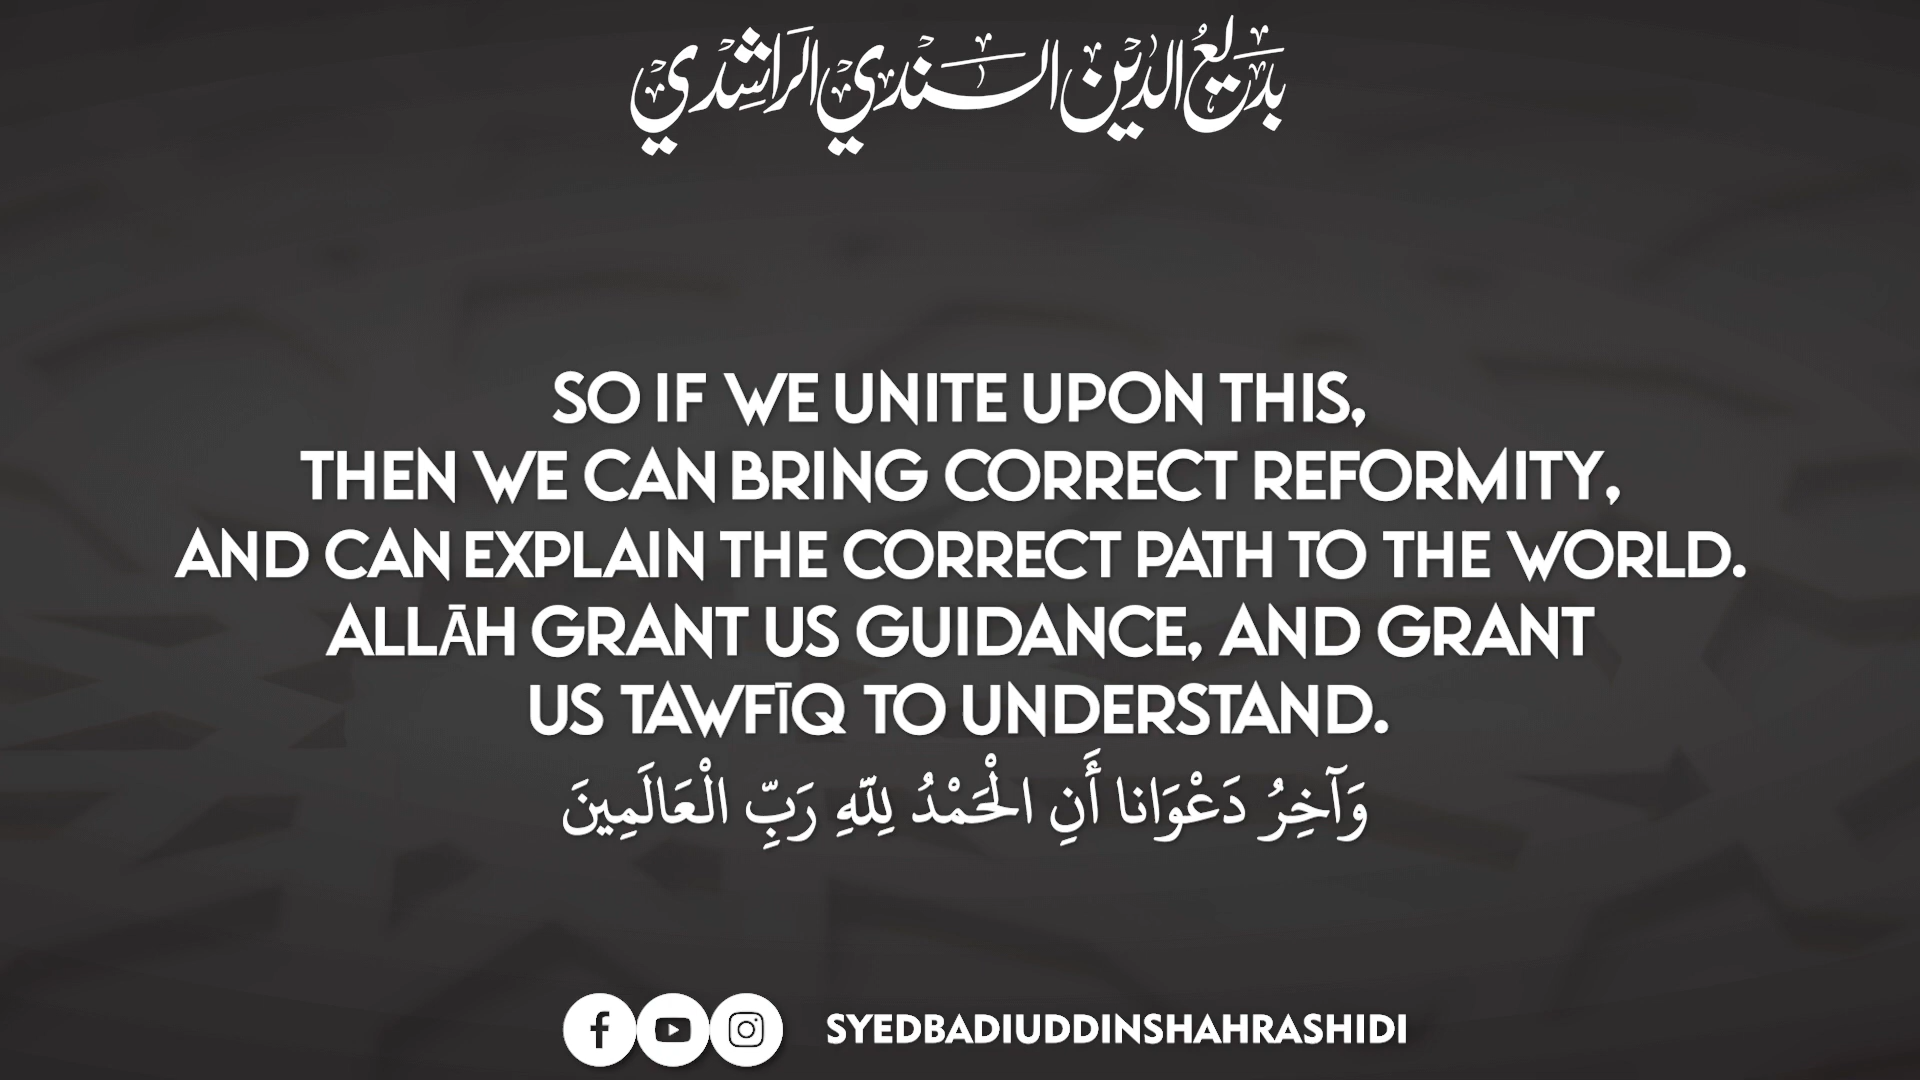 بديع الدين السندي الراشدي
SO IF WE UNITE UPON THIS,
THEN WE CAN BRING CORRECT REFORMITY,
AND CAN EXPLAIN THE CORRECT PATH TO THE WORLD.
ALLĀH GRANT US GUIDANCE, AND GRANT
US TAWFĪQ TO UNDERSTAND.
وَآخِرُ دَعْوَانا أَنِ الْحَمْدُ لِلَّهِ رَبِّ الْعَالَمِينَ
SYEDBADIUDDINSHAHRASHIDI